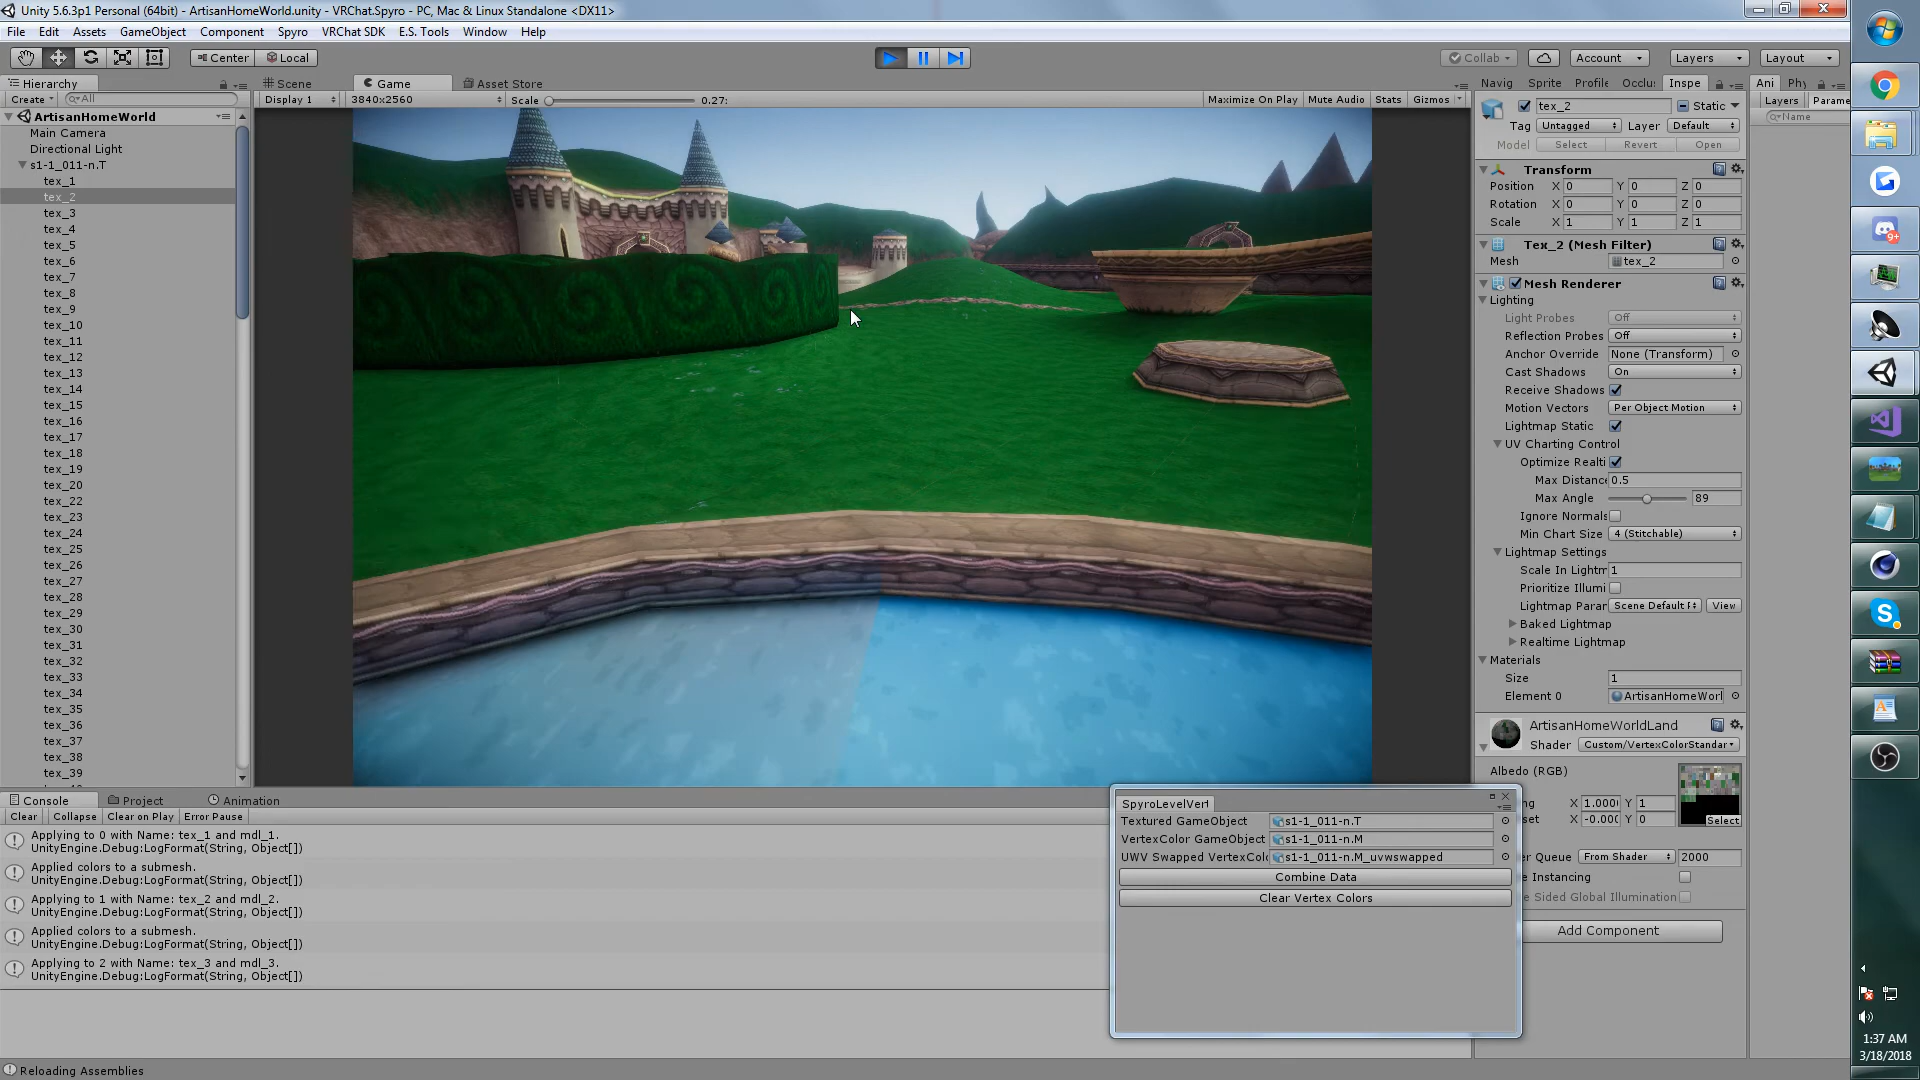 Unity 5.6.3p1 Personal (64bit) - ArtisanHomeWorld.unity - VRChat.Spyro - PC, Mac & Linux Standalone <DX11>
File Edit Assets GameObject Component Spyro VRChat SDK E.S. Tools Window Help
Center Local Collab Account Layers Layout
Hierarchy
Create All
ArtisanHomeWorld
Main Camera
Directional Light
s1-1_011-n.T
tex_1
tex_2
tex_3
tex_4
tex_5
tex_6
tex_7
tex_8
tex_9
tex_10
tex_11
tex_12
tex_13
tex_14
tex_15
tex_16
tex_17
tex_18
tex_19
tex_20
tex_22
tex_23
tex_24
tex_25
tex_26
tex_27
tex_28
tex_29
tex_30
tex_31
tex_32
tex_33
tex_34
tex_35
tex_36
tex_37
tex_38
tex_39
Scene Game Asset Store
Display 1 3840x2560 Scale 0.27: Maximize On Play Mute Audio Stats Gizmos
Navig Sprite Profile Occlu Inspe
tex_2 Static
Tag Untagged Layer Default
Model Select Revert Open
Transform
Position X 0 Y 0 Z 0
Rotation X 0 Y 0 Z 0
Scale X 1 Y 1 Z 1
Tex_2 (Mesh Filter)
Mesh tex_2
Mesh Renderer
Lighting
Light Probes Off
Reflection Probes Off
Anchor Override None (Transform)
Cast Shadows On
Receive Shadows
Motion Vectors Per Object Motion
Lightmap Static
UV Charting Control
Optimize Realti
Max Distance 0.5
Max Angle 89
Ignore Normals
Min Chart Size 4 (Stitchable)
Lightmap Settings
Scale In Lightm 1
Prioritize Illumi
Lightmap Parar Scene Default View
Baked Lightmap
Realtime Lightmap
Materials
Size 1
Element 0 ArtisanHomeWorl
ArtisanHomeWorldLand
Shader Custom/VertexColorStandar
Albedo (RGB)
ng X 1.000 Y 1
set X -0.00 Y 0
Select
er Queue From Shader 2000
e Instancing
e Sided Global Illumination
Add Component
Ani Phy
Layers Parame
Name
Console Project Animation
Clear Collapse Clear on Play Error Pause
Applying to 0 with Name: tex_1 and mdl_1.
UnityEngine.Debug:LogFormat(String, Object[])
Applied colors to a submesh.
UnityEngine.Debug:LogFormat(String, Object[])
Applying to 1 with Name: tex_2 and mdl_2.
UnityEngine.Debug:LogFormat(String, Object[])
Applied colors to a submesh.
UnityEngine.Debug:LogFormat(String, Object[])
Applying to 2 with Name: tex_3 and mdl_3.
UnityEngine.Debug:LogFormat(String, Object[])
SpyroLevelVert
Textured GameObject s1-1_011-n.T
VertexColor GameObject s1-1_011-n.M
UWV Swapped VertexColo s1-1_011-n.M_uvwswapped
Combine Data
Clear Vertex Colors
Reloading Assemblies
9+
1:37 AM
3/18/2018